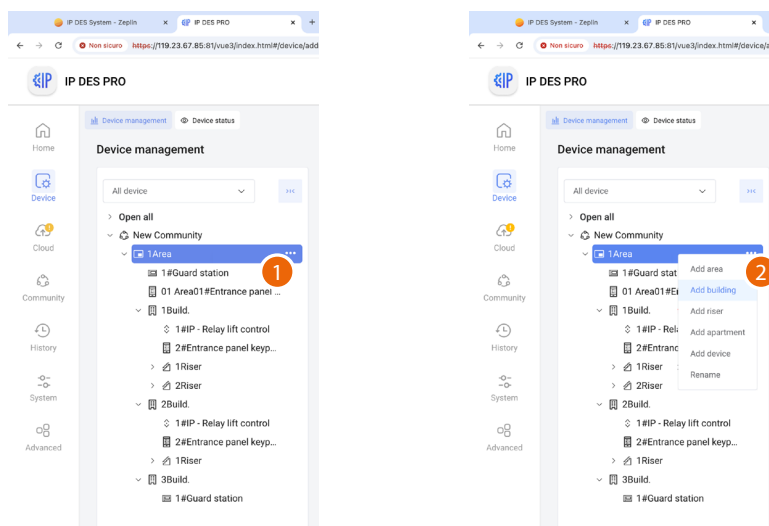 IP DES System - Zeplin
IP DES PRO
Non sicuro https://119.23.67.85:81/vue3/index.html#/device/add
IP IP DES PRO
Device management
Device status
Home
Device management
Device
All device
Open all
Cloud
New Community
1Area
1
1#Guard station
Community
01 Area01#Entrance panel ...
1Build.
History
1#IP - Relay lift control
2#Entrance panel keyp...
1Riser
System
2Riser
2Build.
1#IP - Relay lift control
Advanced
2#Entrance panel keyp...
1Riser
3Build.
1#Guard station
IP DES System - Zeplin
IP DES PRO
Non sicuro https://119.23.67.85:81/vue3/index.html#/device/a
IP IP DES PRO
Device management
Device status
Home
Device management
Device
All device
Open all
Cloud
New Community
1Area
2
1#Guard stat
Add area
Community
01 Area01#E
Add building
1Build.
Add riser
History
1#IP - Rela
Add apartment
2#Entranc
Add device
1Riser
Rename
System
2Riser
2Build.
1#IP - Relay lift control
Advanced
2#Entrance panel keyp...
1Riser
3Build.
1#Guard station